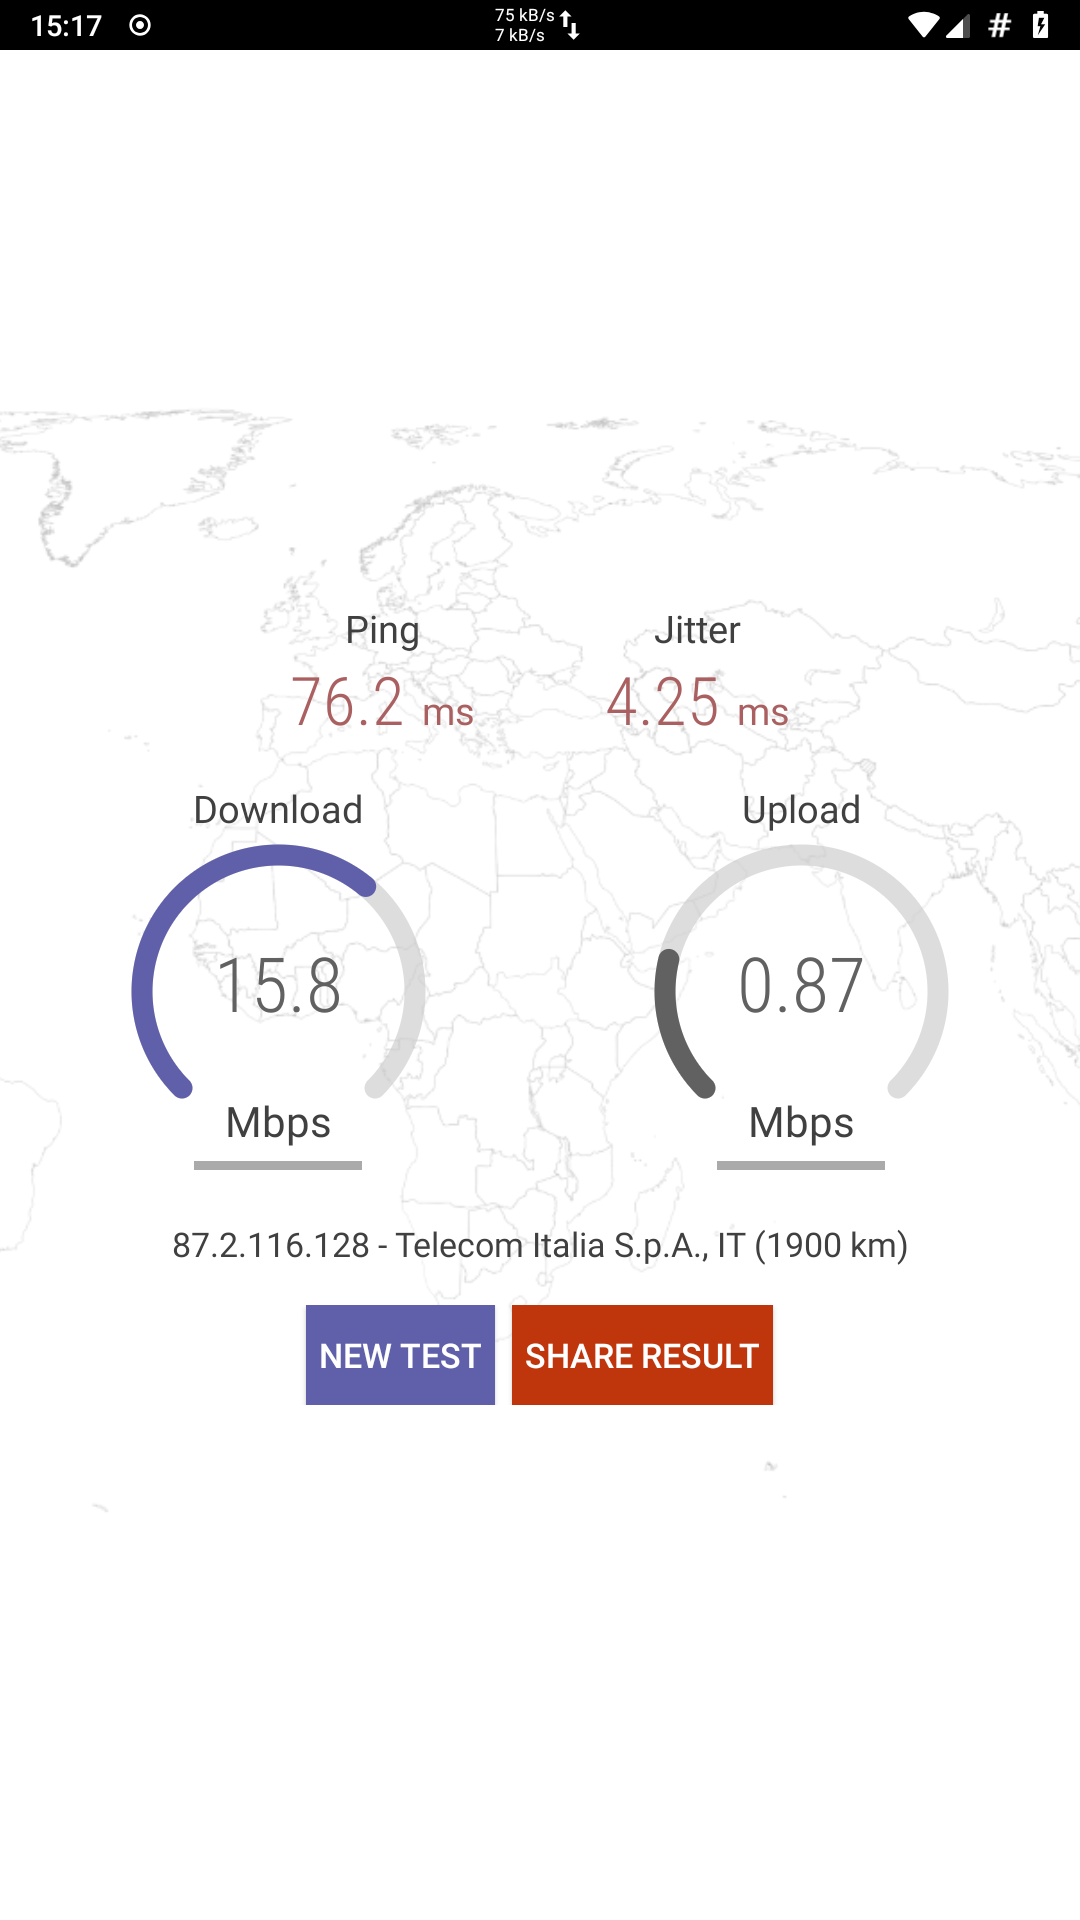 15:17
75 kB/s
7 kB/s
#
Ping
Jitter
76.2 ms
4.25 ms
Download
Upload
15.8
0.87
Mbps
Mbps
87.2.116.128 - Telecom Italia S.p.A., IT (1900 km)
NEW TEST
SHARE RESULT